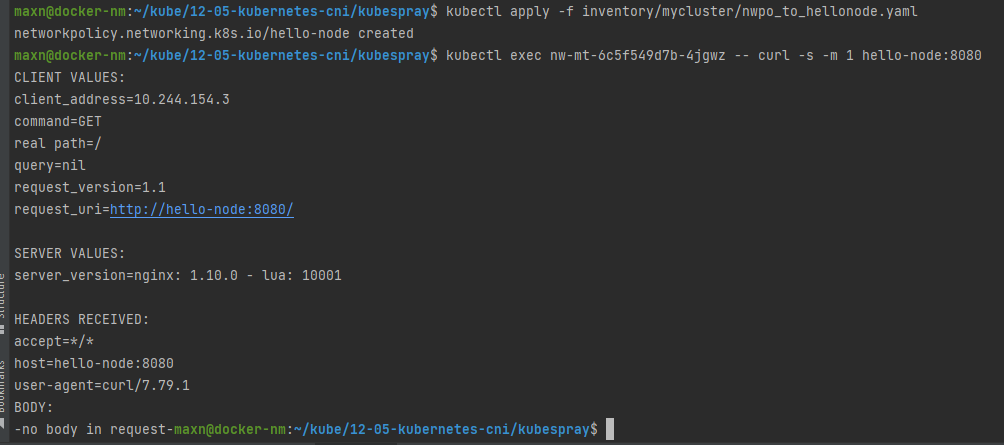 maxn@docker-nm:~/kube/12-05-kubernetes-cni/kubespray$ kubectl apply -f inventory/mycluster/nwpo_to_hellonode.yaml
networkpolicy.networking.k8s.io/hello-node created
maxn@docker-nm:~/kube/12-05-kubernetes-cni/kubespray$ kubectl exec nw-mt-6c5f549d7b-4jgwz -- curl -s -m 1 hello-node:8080
CLIENT VALUES:
client_address=10.244.154.3
command=GET
real path=/
query=nil
request_version=1.1
request_uri=http://hello-node:8080/
SERVER VALUES:
server_version=nginx: 1.10.0 - lua: 10001
HEADERS RECEIVED:
accept=*/*
host=hello-node:8080
user-agent=curl/7.79.1
BODY:
-no body in request-maxn@docker-nm:~/kube/12-05-kubernetes-cni/kubespray$
Structure
Bookmarks